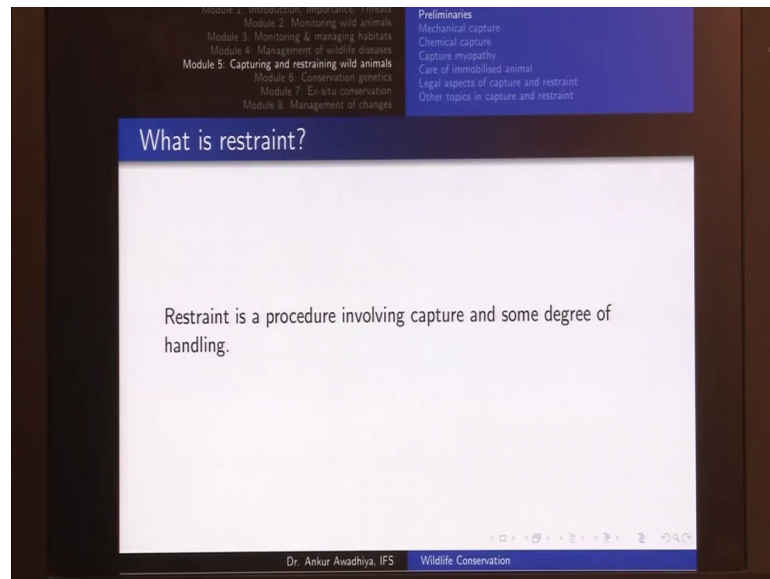 Module 1: Introduction, Importance, Threats
Module 2: Monitoring wild animals
Module 3: Monitoring & managing habitats
Module 4: Management of wildlife diseases
Module 5: Capturing and restraining wild animals
Module 6: Conservation genetics
Module 7: Ex-situ conservation
Module 8: Management of changes
Preliminaries
Mechanical capture
Chemical capture
Capture myopathy
Care of immobilised animal
Legal aspects of capture and restraint
Other topics in capture and restraint
What is restraint?
Restraint is a procedure involving capture and some degree of
handling.
Dr. Ankur Awadhiya, IFS
Wildlife Conservation